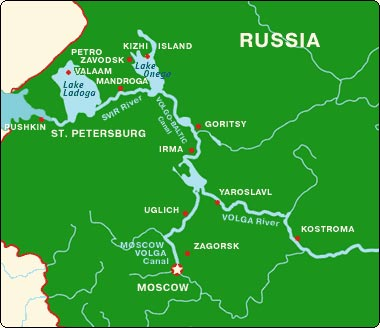 RUSSIA
KIZHI ISLAND
PETRO
ZAVODSK
VALAAM
Lake
Onega
MANDROGA
Lake
Ladoga
SVIR River
VOLGO-BALTIC
Canal
PUSHKIN
ST. PETERSBURG
GORITSY
IRMA
YAROSLAVL
UGLICH
VOLGA River
KOSTROMA
MOSCOW
VOLGA
Canal
ZAGORSK
MOSCOW